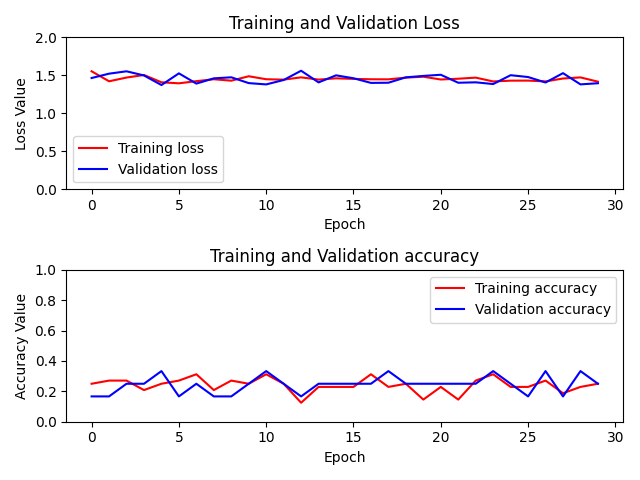 Training and Validation Loss
Loss Value
2.0
1.5
1.0
0.5
0.0
Training loss
Validation loss
0 5 10 15 20 25 30
Epoch
Training and Validation accuracy
Accuracy Value
1.0
0.8
0.6
0.4
0.2
0.0
Training accuracy
Validation accuracy
0 5 10 15 20 25 30
Epoch